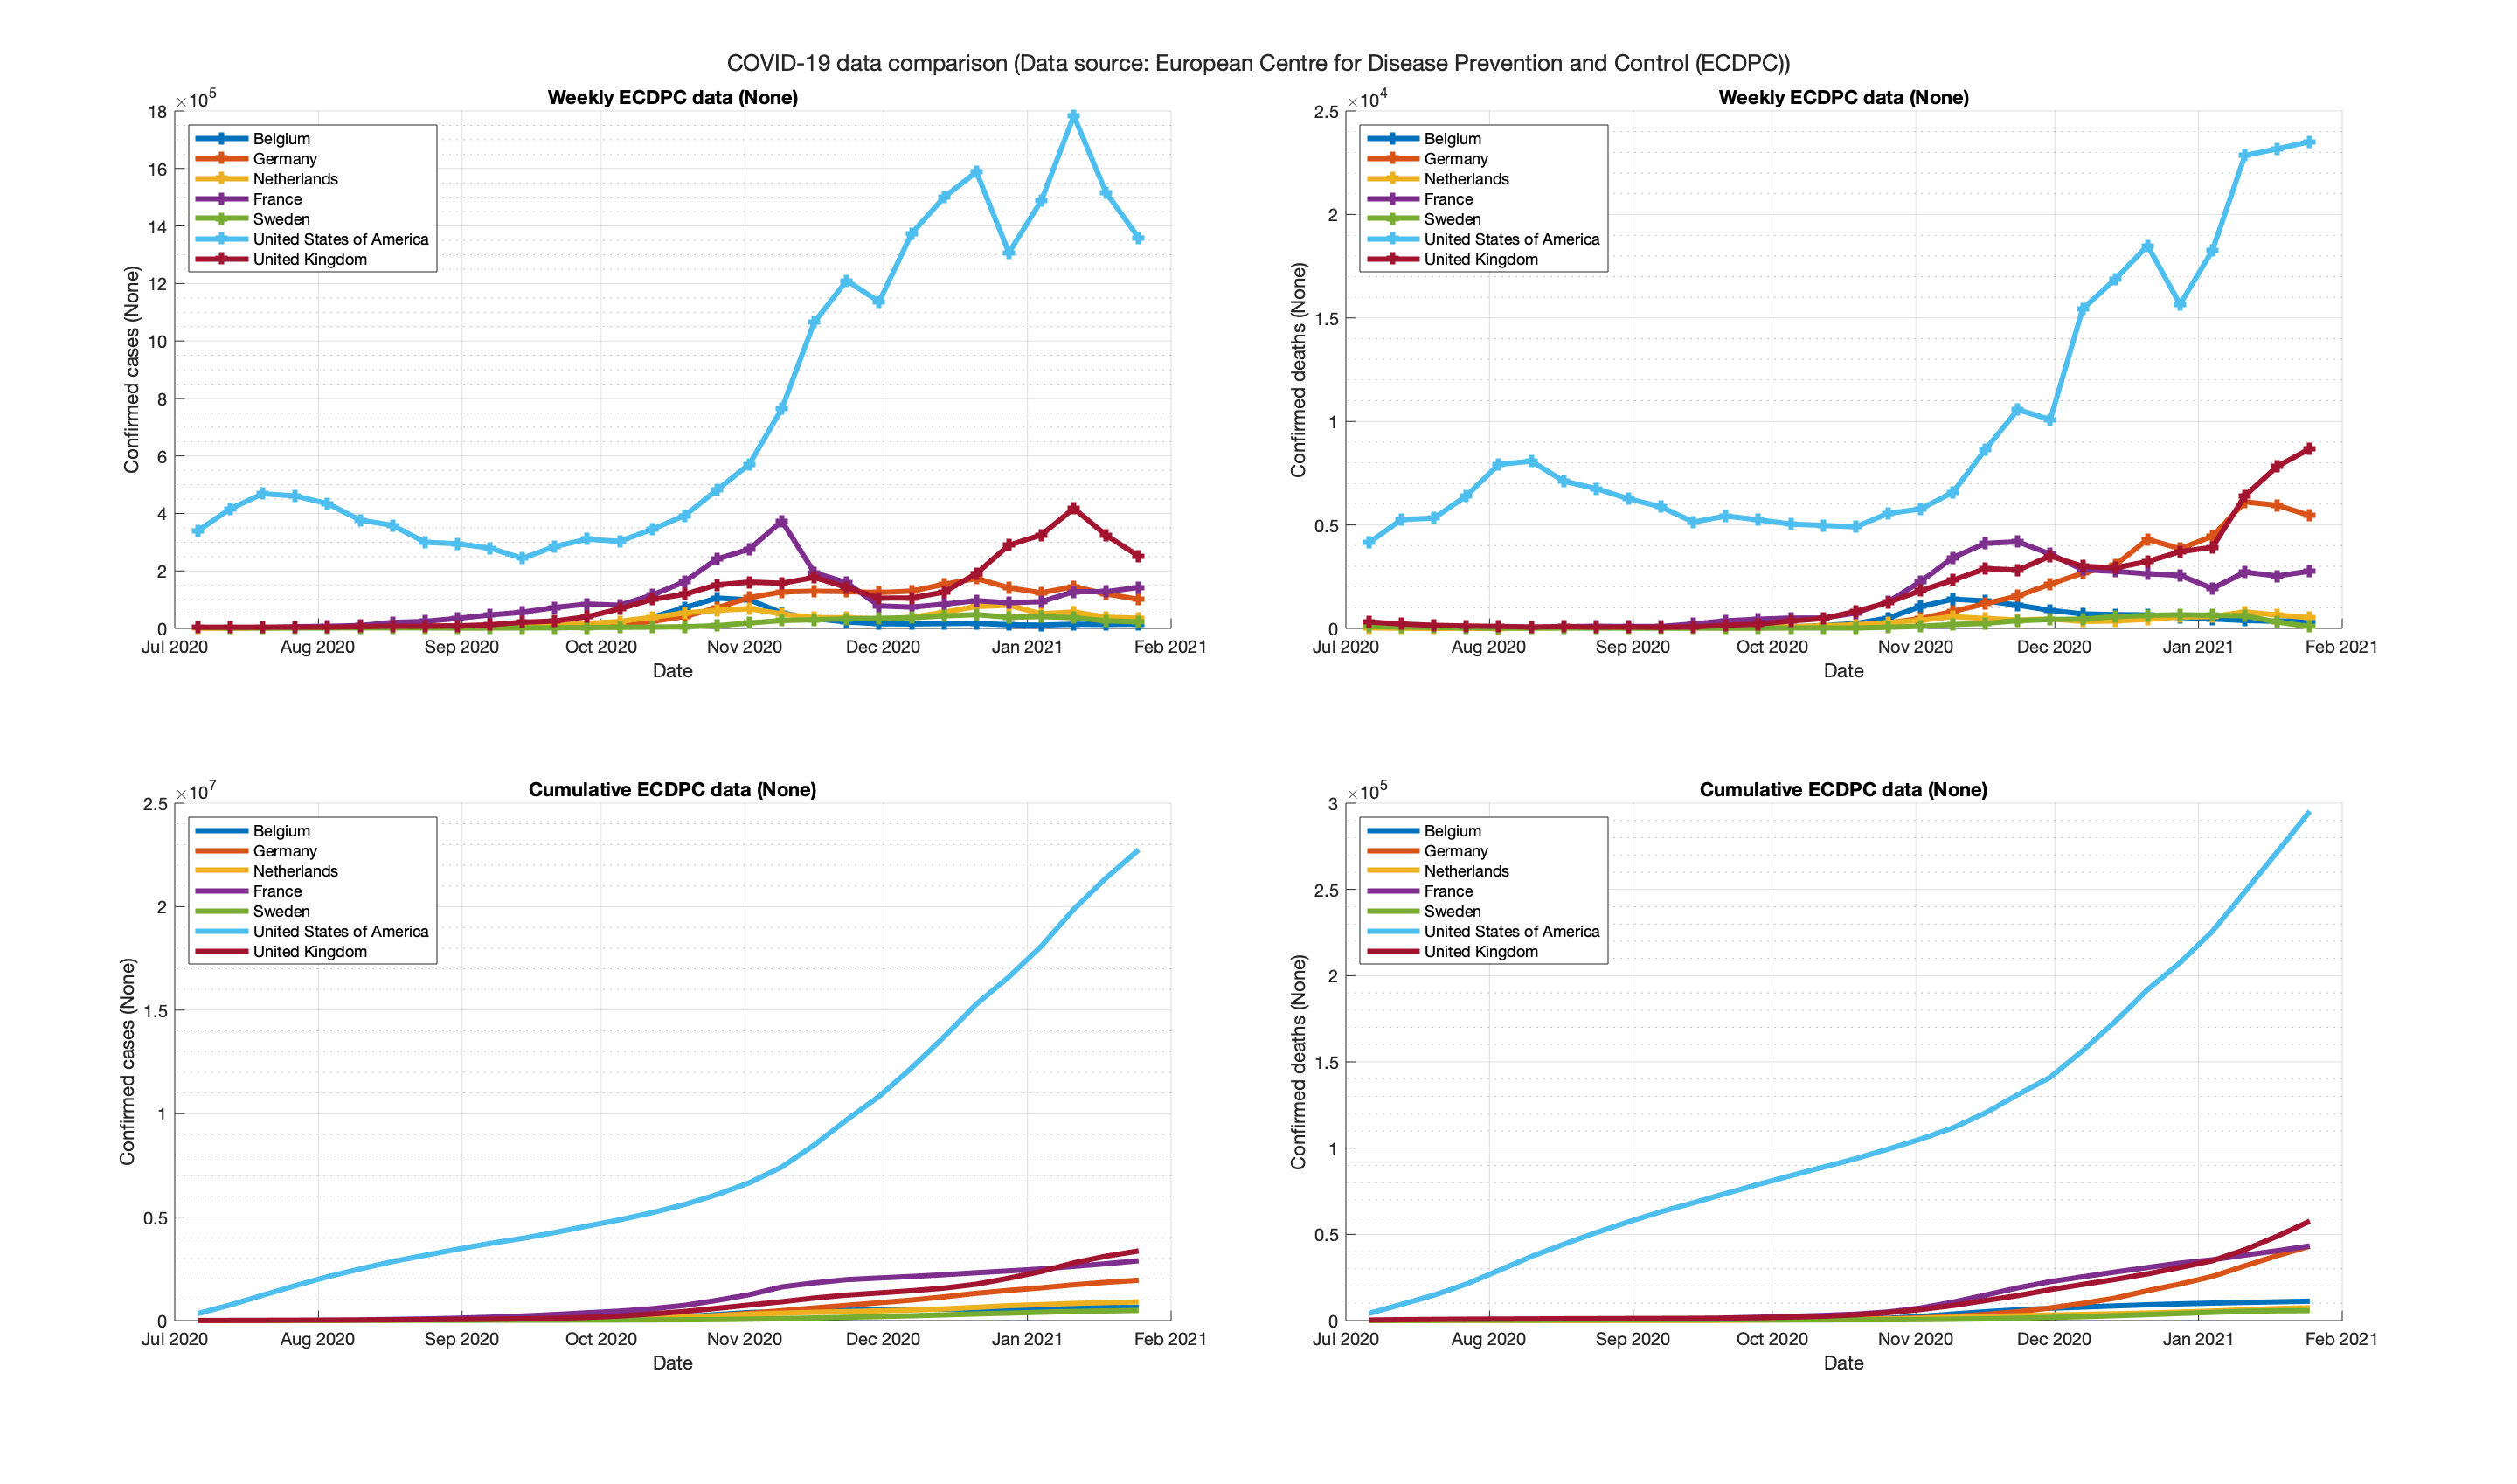 COVID-19 data comparison (Data source: European Centre for Disease Prevention and Control (ECDPC))
Weekly ECDPC data (None)
×10^5
18
16
14
12
10
8
6
4
2
0
Confirmed cases (None)
Belgium
Germany
Netherlands
France
Sweden
United States of America
United Kingdom
Jul 2020 Aug 2020 Sep 2020 Oct 2020 Nov 2020 Dec 2020 Jan 2021 Feb 2021
Date
Weekly ECDPC data (None)
×10^4
2.5
2
1.5
1
0.5
0
Confirmed deaths (None)
Belgium
Germany
Netherlands
France
Sweden
United States of America
United Kingdom
Jul 2020 Aug 2020 Sep 2020 Oct 2020 Nov 2020 Dec 2020 Jan 2021 Feb 2021
Date
Cumulative ECDPC data (None)
×10^7
2.5
2
1.5
1
0.5
0
Confirmed cases (None)
Belgium
Germany
Netherlands
France
Sweden
United States of America
United Kingdom
Jul 2020 Aug 2020 Sep 2020 Oct 2020 Nov 2020 Dec 2020 Jan 2021 Feb 2021
Date
Cumulative ECDPC data (None)
×10^5
3
2.5
2
1.5
1
0.5
0
Confirmed deaths (None)
Belgium
Germany
Netherlands
France
Sweden
United States of America
United Kingdom
Jul 2020 Aug 2020 Sep 2020 Oct 2020 Nov 2020 Dec 2020 Jan 2021 Feb 2021
Date